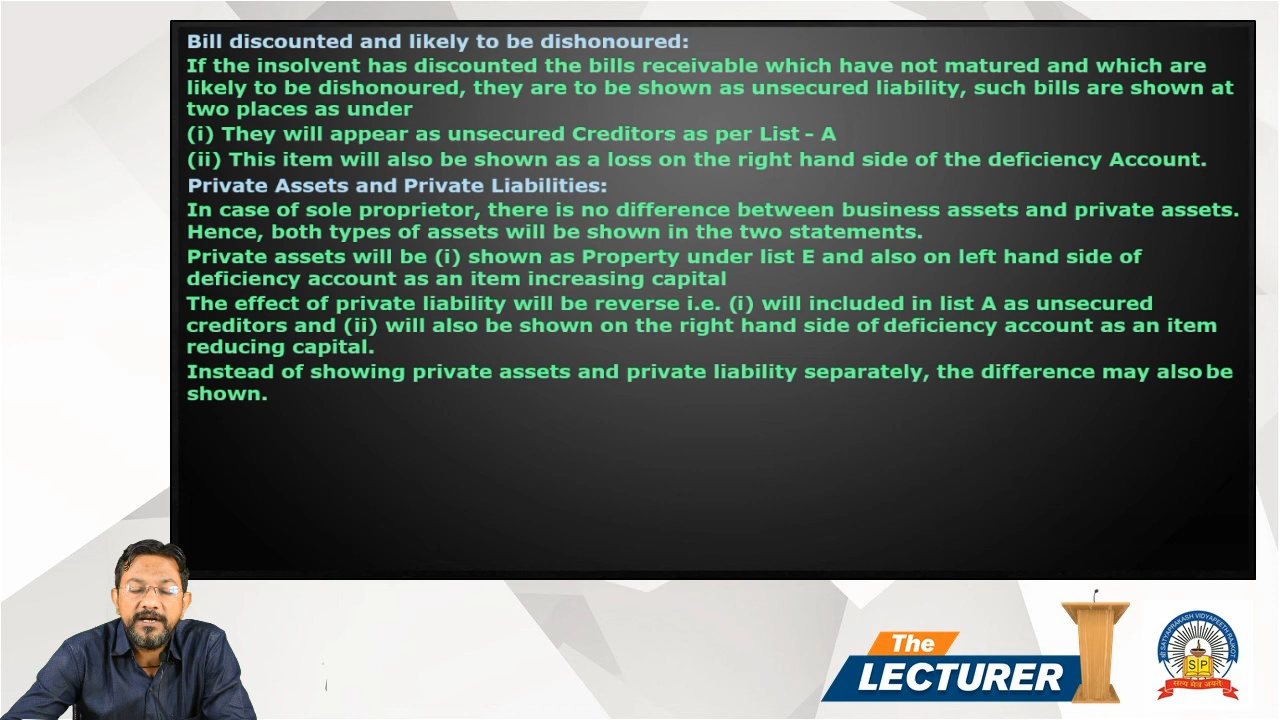 Bill discounted and likely to be dishonoured:
If the insolvent has discounted the bills receivable which have not matured and which are
likely to be dishonoured, they are to be shown as unsecured liability, such bills are shown at
two places as under
(i) They will appear as unsecured Creditors as per List - A
(ii) This item will also be shown as a loss on the right hand side of the deficiency Account.
Private Assets and Private Liabilities:
In case of sole proprietor, there is no difference between business assets and private assets.
Hence, both types of assets will be shown in the two statements.
Private assets will be (i) shown as Property under list E and also on left hand side of
deficiency account as an item increasing capital
The effect of private liability will be reverse i.e. (i) will included in list A as unsecured
creditors and (ii) will also be shown on the right hand side of deficiency account as an item
reducing capital.
Instead of showing private assets and private liability separately, the difference may also be
shown.
The
LECTURER
SATYAPRAKASH VIDYAPEETH RAJKOT
S P
सत्य मेव जयते